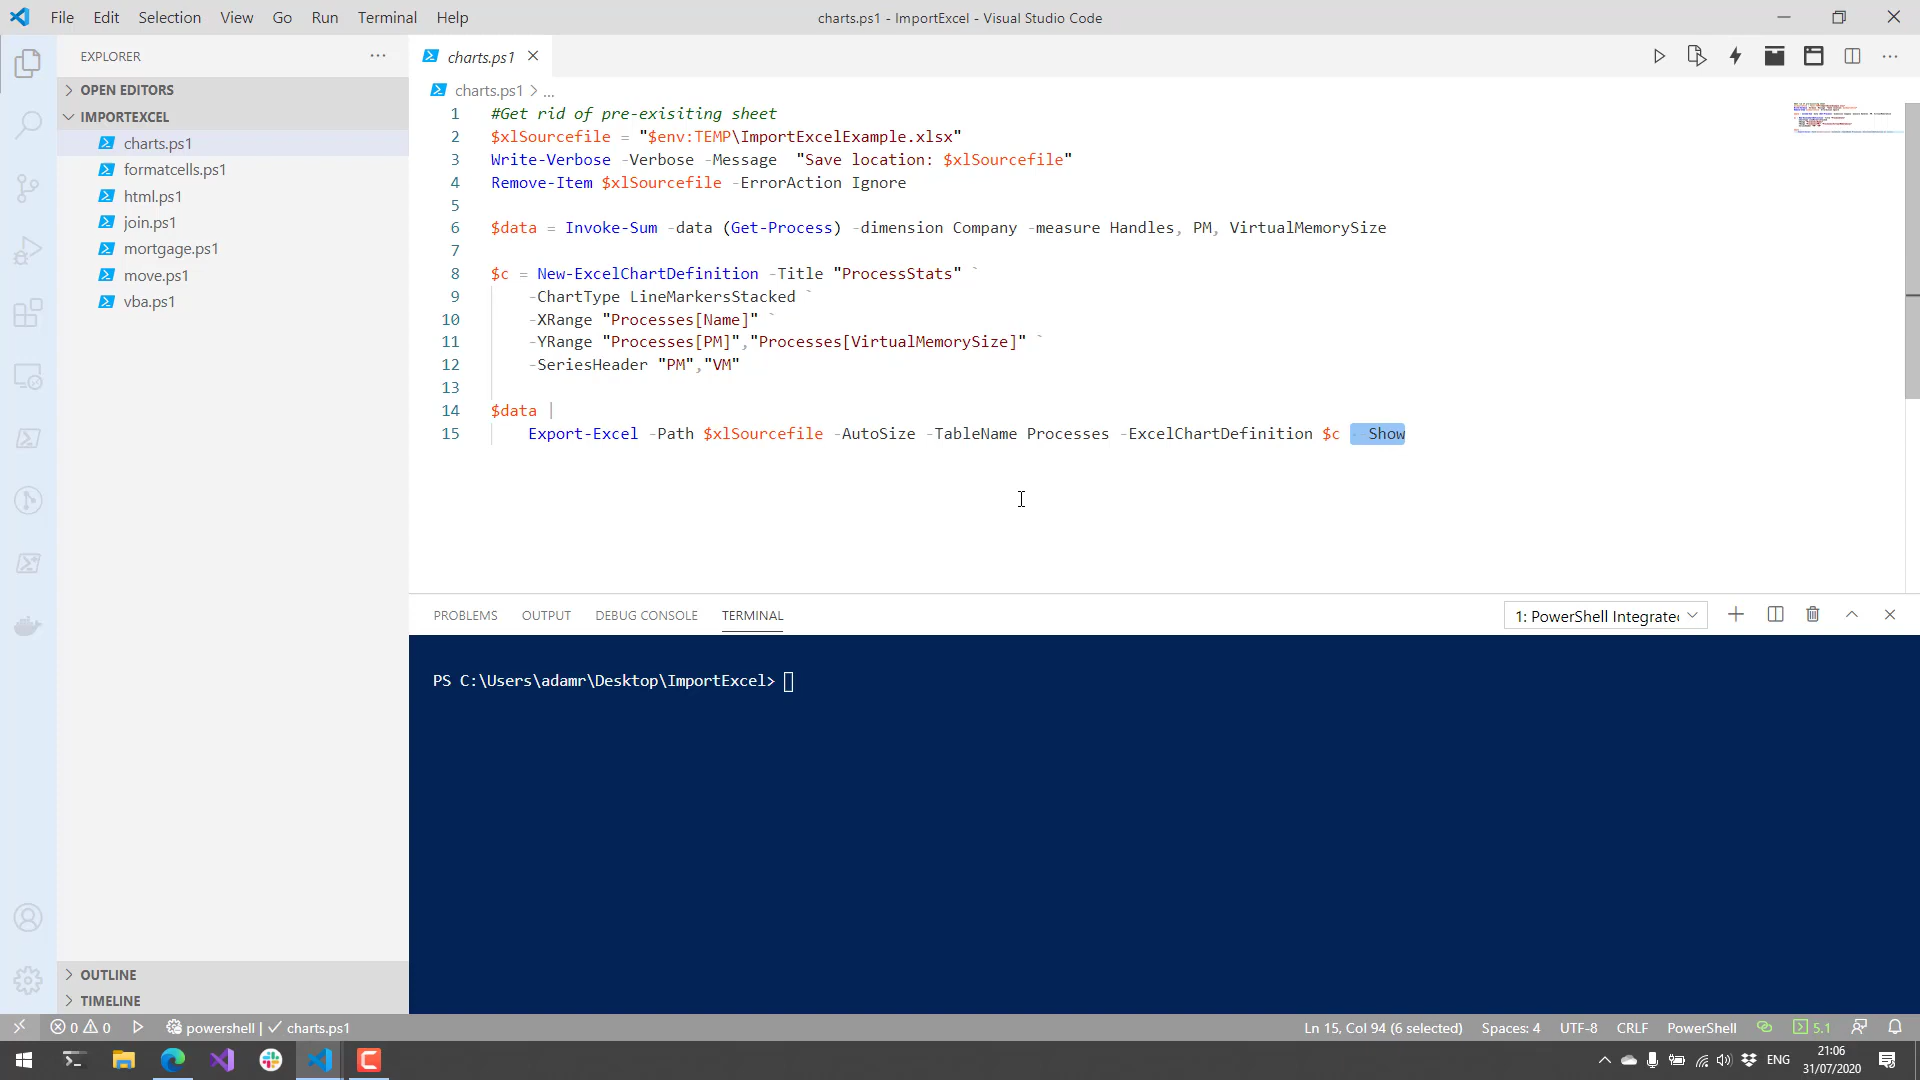 File Edit Selection View Go Run Terminal Help
charts.ps1 - ImportExcel - Visual Studio Code
EXPLORER
OPEN EDITORS
IMPORTEXCEL
charts.ps1
formatcells.ps1
html.ps1
join.ps1
mortgage.ps1
move.ps1
vba.ps1
OUTLINE
TIMELINE
charts.ps1
charts.ps1 > ...
1 #Get rid of pre-exisiting sheet
2 $xlSourcefile = "$env:TEMP\ImportExcelExample.xlsx"
3 Write-Verbose -Verbose -Message  "Save location: $xlSourcefile"
4 Remove-Item $xlSourcefile -ErrorAction Ignore
5
6 $data = Invoke-Sum -data (Get-Process) -dimension Company -measure Handles, PM, VirtualMemorySize
7
8 $c = New-ExcelChartDefinition -Title "ProcessStats" `
9     -ChartType LineMarkersStacked `
10     -XRange "Processes[Name]" `
11     -YRange "Processes[PM]","Processes[VirtualMemorySize]" `
12     -SeriesHeader "PM","VM"
13
14 $data |
15     Export-Excel -Path $xlSourcefile -AutoSize -TableName Processes -ExcelChartDefinition $c -Show
PROBLEMS OUTPUT DEBUG CONSOLE TERMINAL
1: PowerShell Integrated
PS C:\Users\adamr\Desktop\ImportExcel>
0 0 powershell | charts.ps1
Ln 15, Col 94 (6 selected) Spaces: 4 UTF-8 CRLF PowerShell 5.1
ENG
21:06
31/07/2020